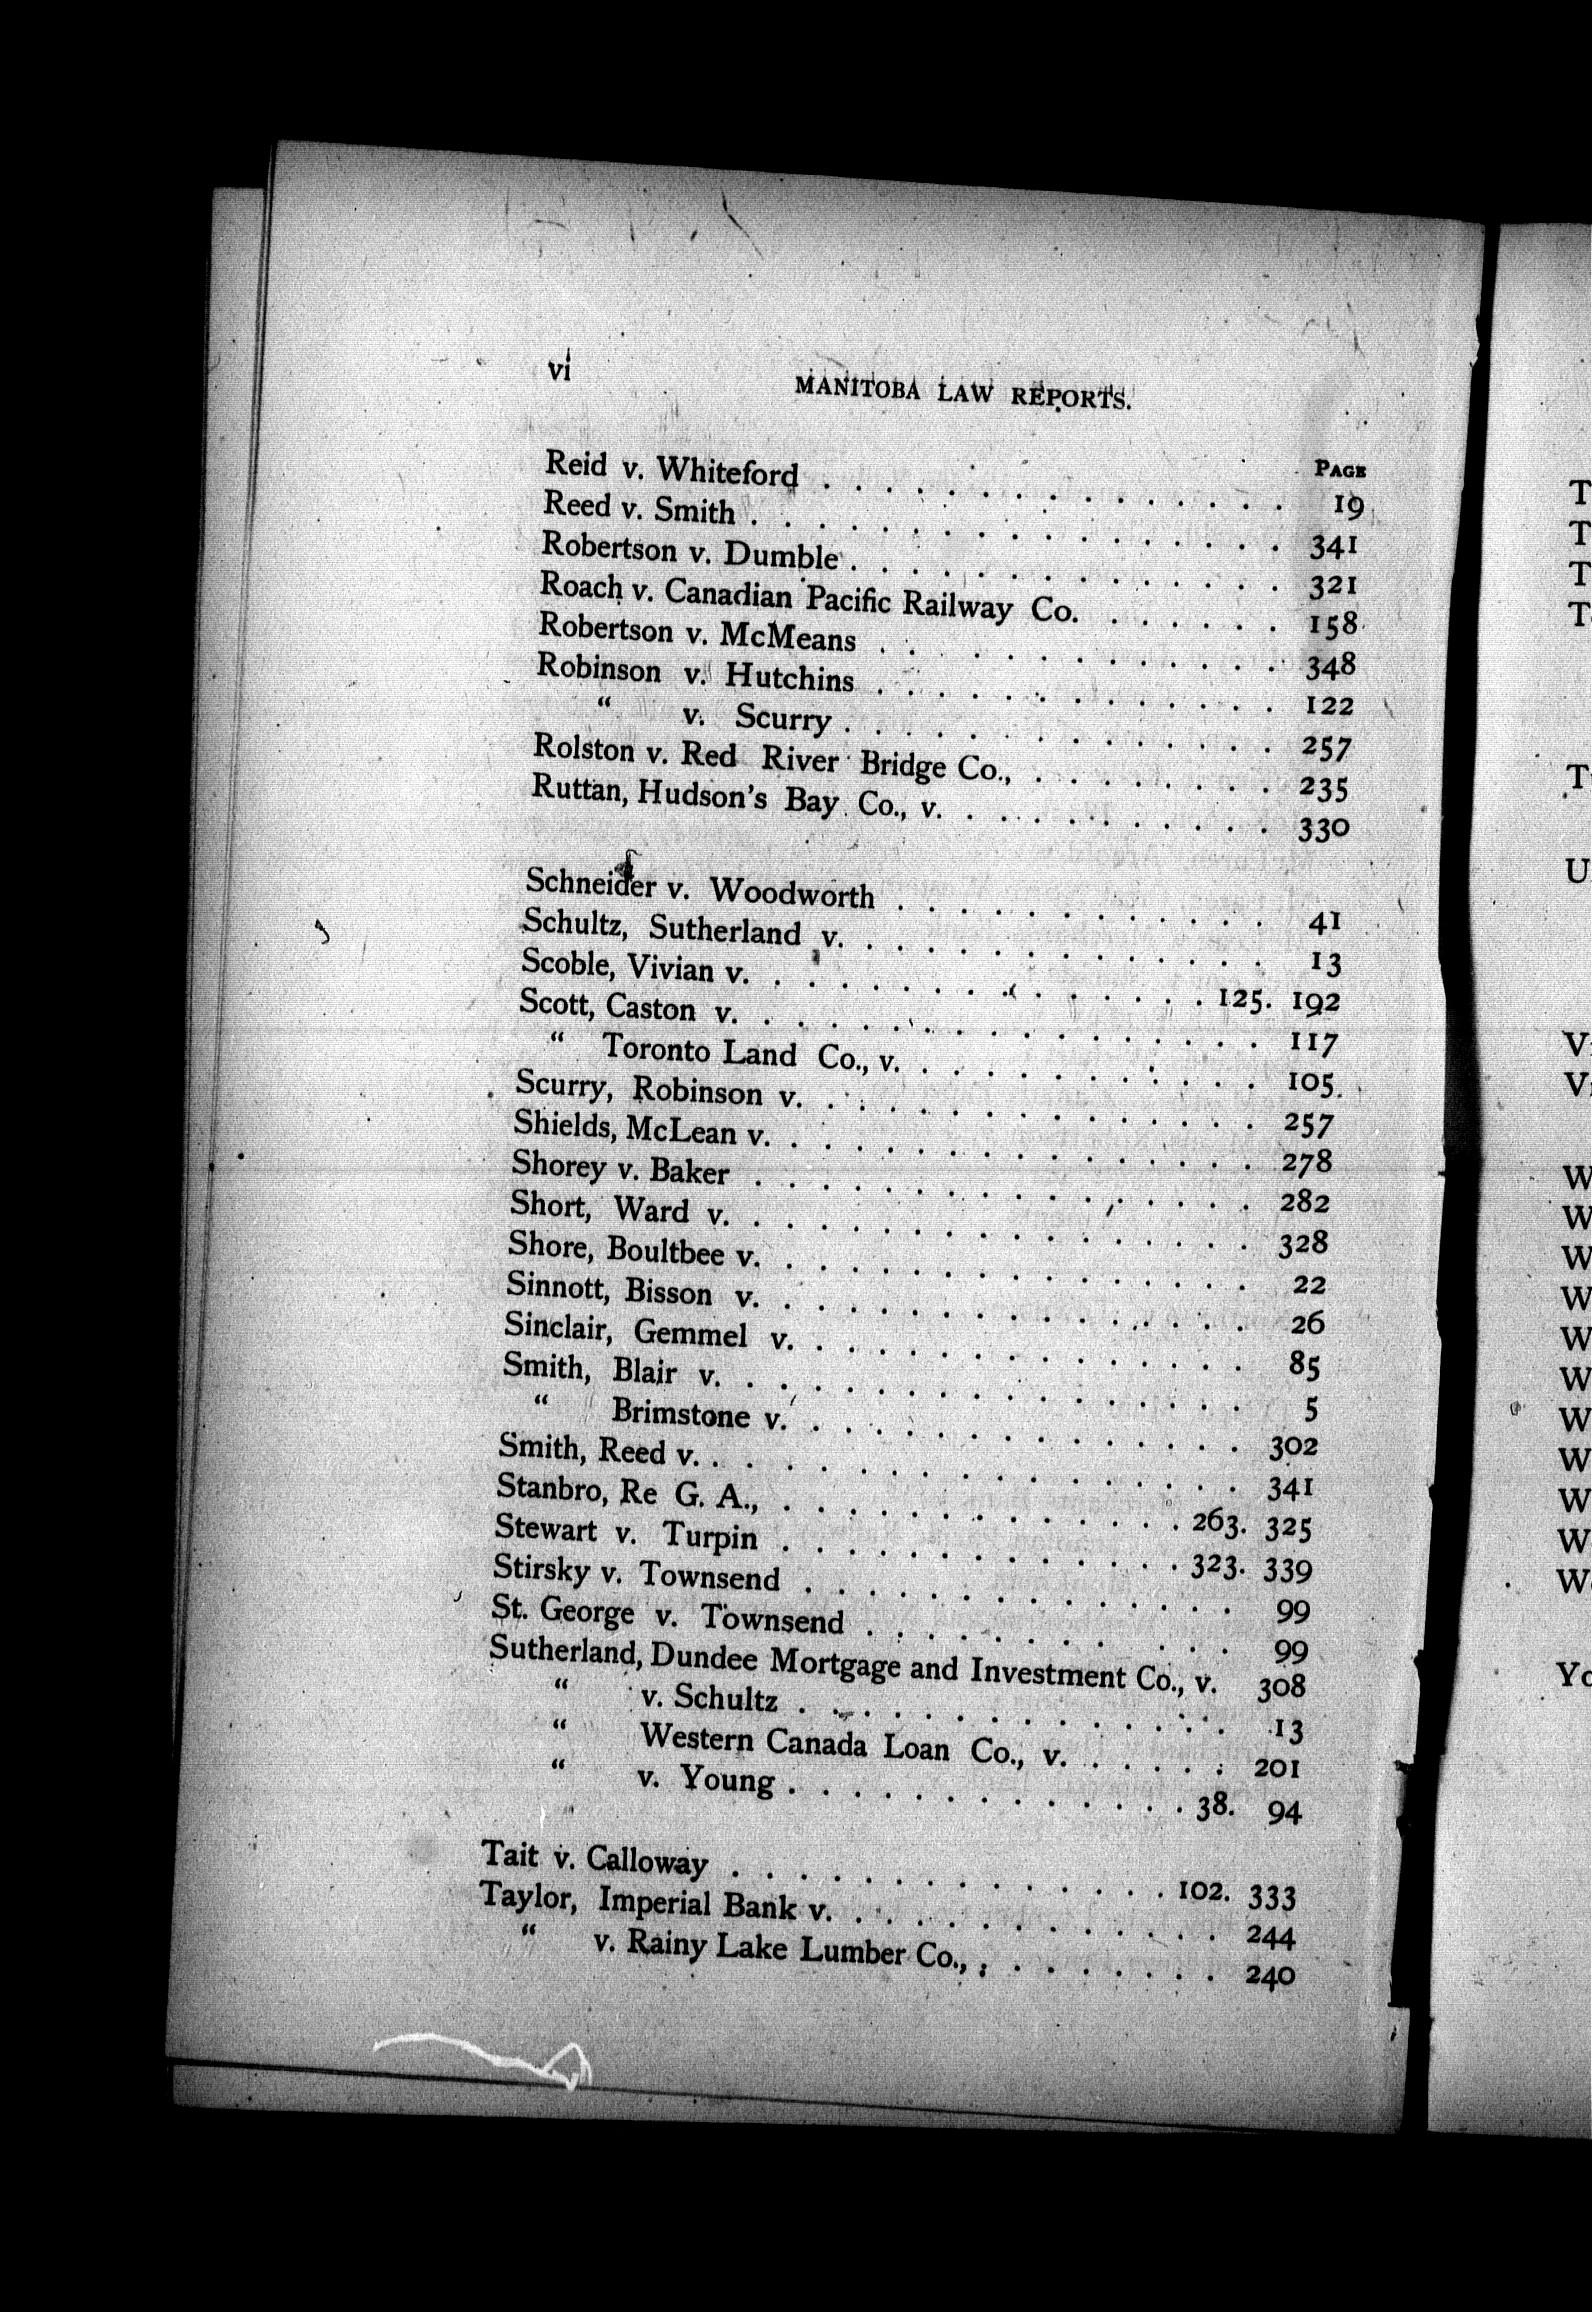 vi
MANITOBA LAW REPORTS.
PAGE
Reid v. Whiteford . . . . . . . . . . . . . . . 19
Reed v. Smith . . . . . . . . . . . . . . . . . 341
Robertson v. Dumble . . . . . . . . . . . . . . 321
Roach v. Canadian Pacific Railway Co. . . . . . . 158
Robertson v. McMeans . . . . . . . . . . . . . 348
Robinson v. Hutchins . . . . . . . . . . . . . 122
“ v. Scurry . . . . . . . . . . . . . . 257
Rolston v. Red River Bridge Co., . . . . . . . . 235
Ruttan, Hudson's Bay Co., v. . . . . . . . . . . 330
Schneider v. Woodworth . . . . . . . . . . . . 41
Schultz, Sutherland v. . . . . . . . . . . . . . 13
Scoble, Vivian v. . . . . . . . . . . . . . 125. 192
Scott, Caston v. . . . . . . . . . . . . . . . . 117
“ Toronto Land Co., v. . . . . . . . . . . . 105
Scurry, Robinson v. . . . . . . . . . . . . . . 257
Shields, McLean v. . . . . . . . . . . . . . . . 278
Shorey v. Baker . . . . . . . . . . . . . . . . 282
Short, Ward v. . . . . . . . . . . . . . . . . . 328
Shore, Boultbee v. . . . . . . . . . . . . . . . 22
Sinnott, Bisson v. . . . . . . . . . . . . . . . 26
Sinclair, Gemmel v. . . . . . . . . . . . . . . 85
Smith, Blair v. . . . . . . . . . . . . . . . . . 5
“ Brimstone v. . . . . . . . . . . . . . . 302
Smith, Reed v. . . . . . . . . . . . . . . . . . 341
Stanbro, Re G. A., . . . . . . . . . . . . . 263. 325
Stewart v. Turpin . . . . . . . . . . . . . 323. 339
Stirsky v. Townsend . . . . . . . . . . . . . . 99
St. George v. Townsend . . . . . . . . . . . . 99
Sutherland, Dundee Mortgage and Investment Co., v. 308
“ v. Schultz . . . . . . . . . . . . . . 13
“ Western Canada Loan Co., v. . . . . . 201
“ v. Young . . . . . . . . . . . . . 38. 94
Tait v. Calloway . . . . . . . . . . . . . . 102. 333
Taylor, Imperial Bank v. . . . . . . . . . . . . 244
“ v. Rainy Lake Lumber Co., . . . . . . . . 240